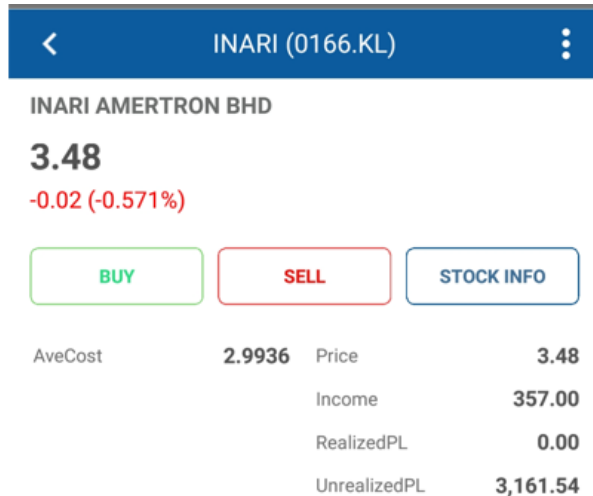 INARI (0166.KL)
INARI AMERTRON BHD
3.48
-0.02 (-0.571%)
BUY SELL STOCK INFO
AveCost 2.9936 Price 3.48
Income 357.00
RealizedPL 0.00
UnrealizedPL 3,161.54